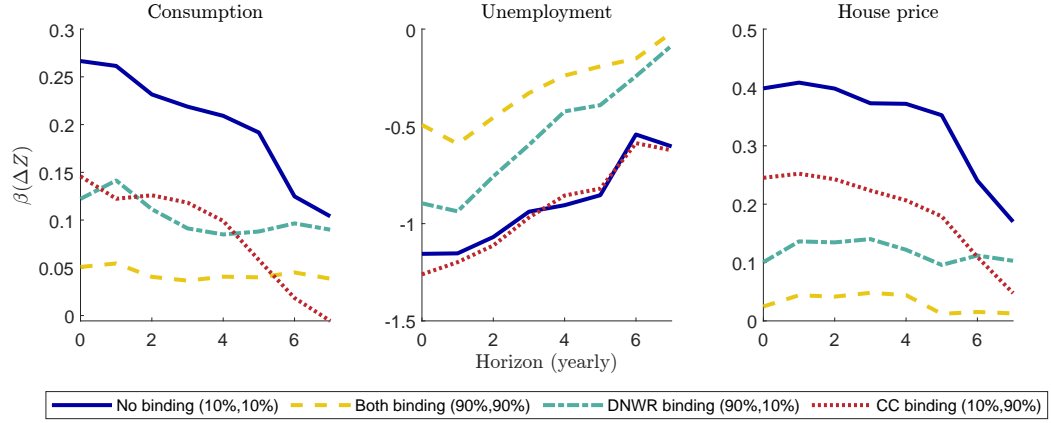 Consumption
Unemployment
House price
β(ΔZ)
0.3
0.25
0.2
0.15
0.1
0.05
0
0 2 4 6
0
-0.5
-1
-1.5
0 2 4 6
0.5
0.4
0.3
0.2
0.1
0
0 2 4 6
Horizon (yearly)
No binding (10%,10%) Both binding (90%,90%) DNWR binding (90%,10%) CC binding (10%,90%)